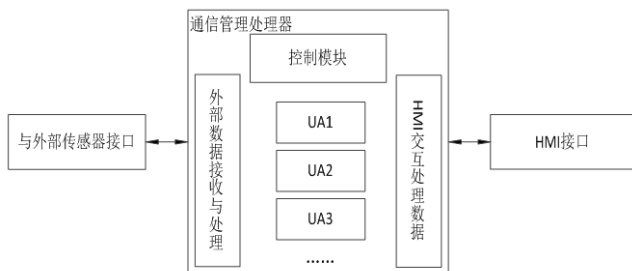 通信管理处理器
控制模块
与外部传感器接口
外部数据接收与处理
UA1
UA2
UA3
……
HMI交互处理数据
HMI接口